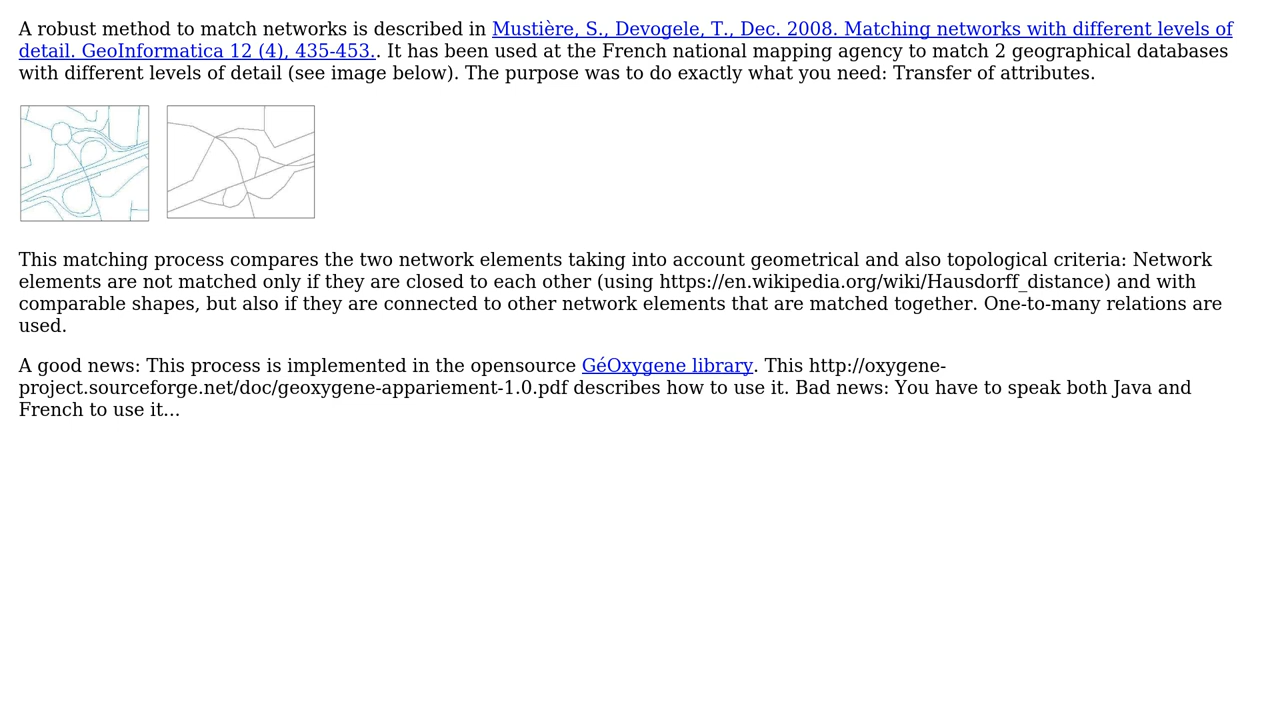 A robust method to match networks is described in Mustière, S., Devogele, T., Dec. 2008. Matching networks with different levels of
detail. GeoInformatica 12 (4), 435-453.. It has been used at the French national mapping agency to match 2 geographical databases
with different levels of detail (see image below). The purpose was to do exactly what you need: Transfer of attributes.
This matching process compares the two network elements taking into account geometrical and also topological criteria: Network
elements are not matched only if they are closed to each other (using https://en.wikipedia.org/wiki/Hausdorff_distance) and with
comparable shapes, but also if they are connected to other network elements that are matched together. One-to-many relations are
used.
A good news: This process is implemented in the opensource GéOxygene library. This http://oxygene-
project.sourceforge.net/doc/geoxygene-appariement-1.0.pdf describes how to use it. Bad news: You have to speak both Java and
French to use it...